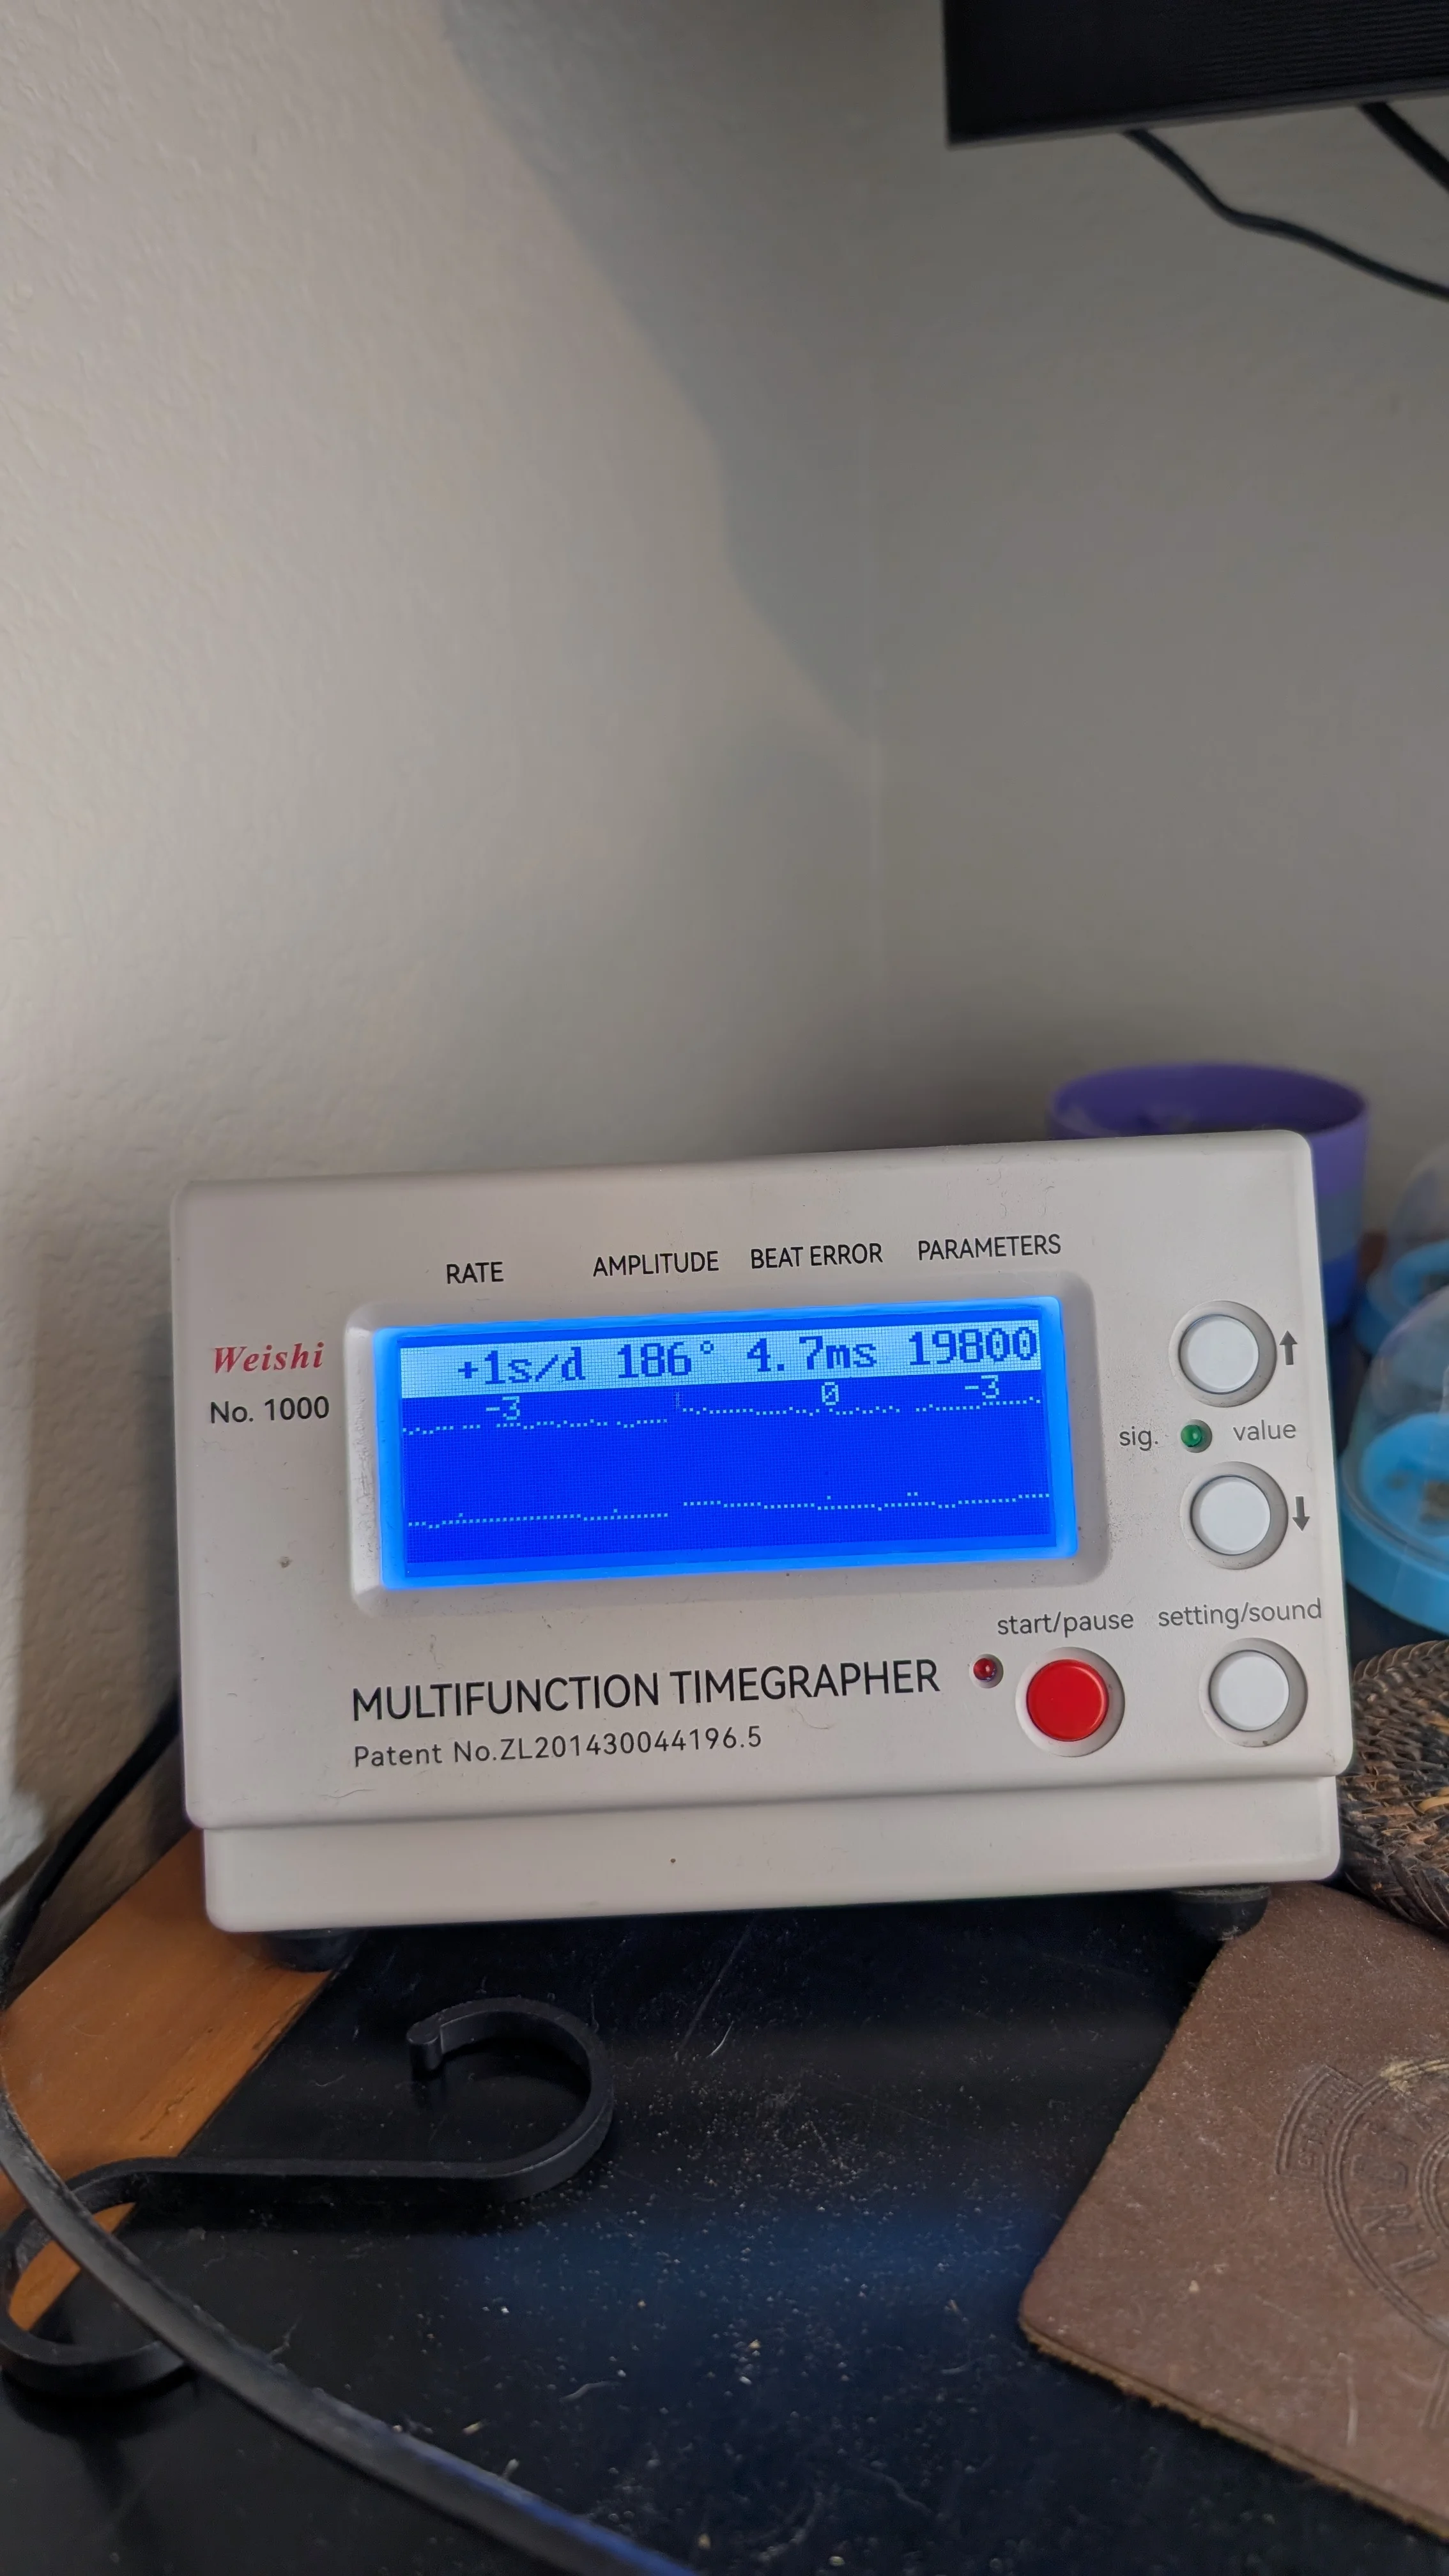 RATE AMPLITUDE BEAT ERROR PARAMETERS
+1s/d 186° 4.7ms 19800
-3 0 -3
Weishi
No. 1000
sig. value
start/pause setting/sound
MULTIFUNCTION TIMEGRAPHER
Patent No.ZL201430044196.5